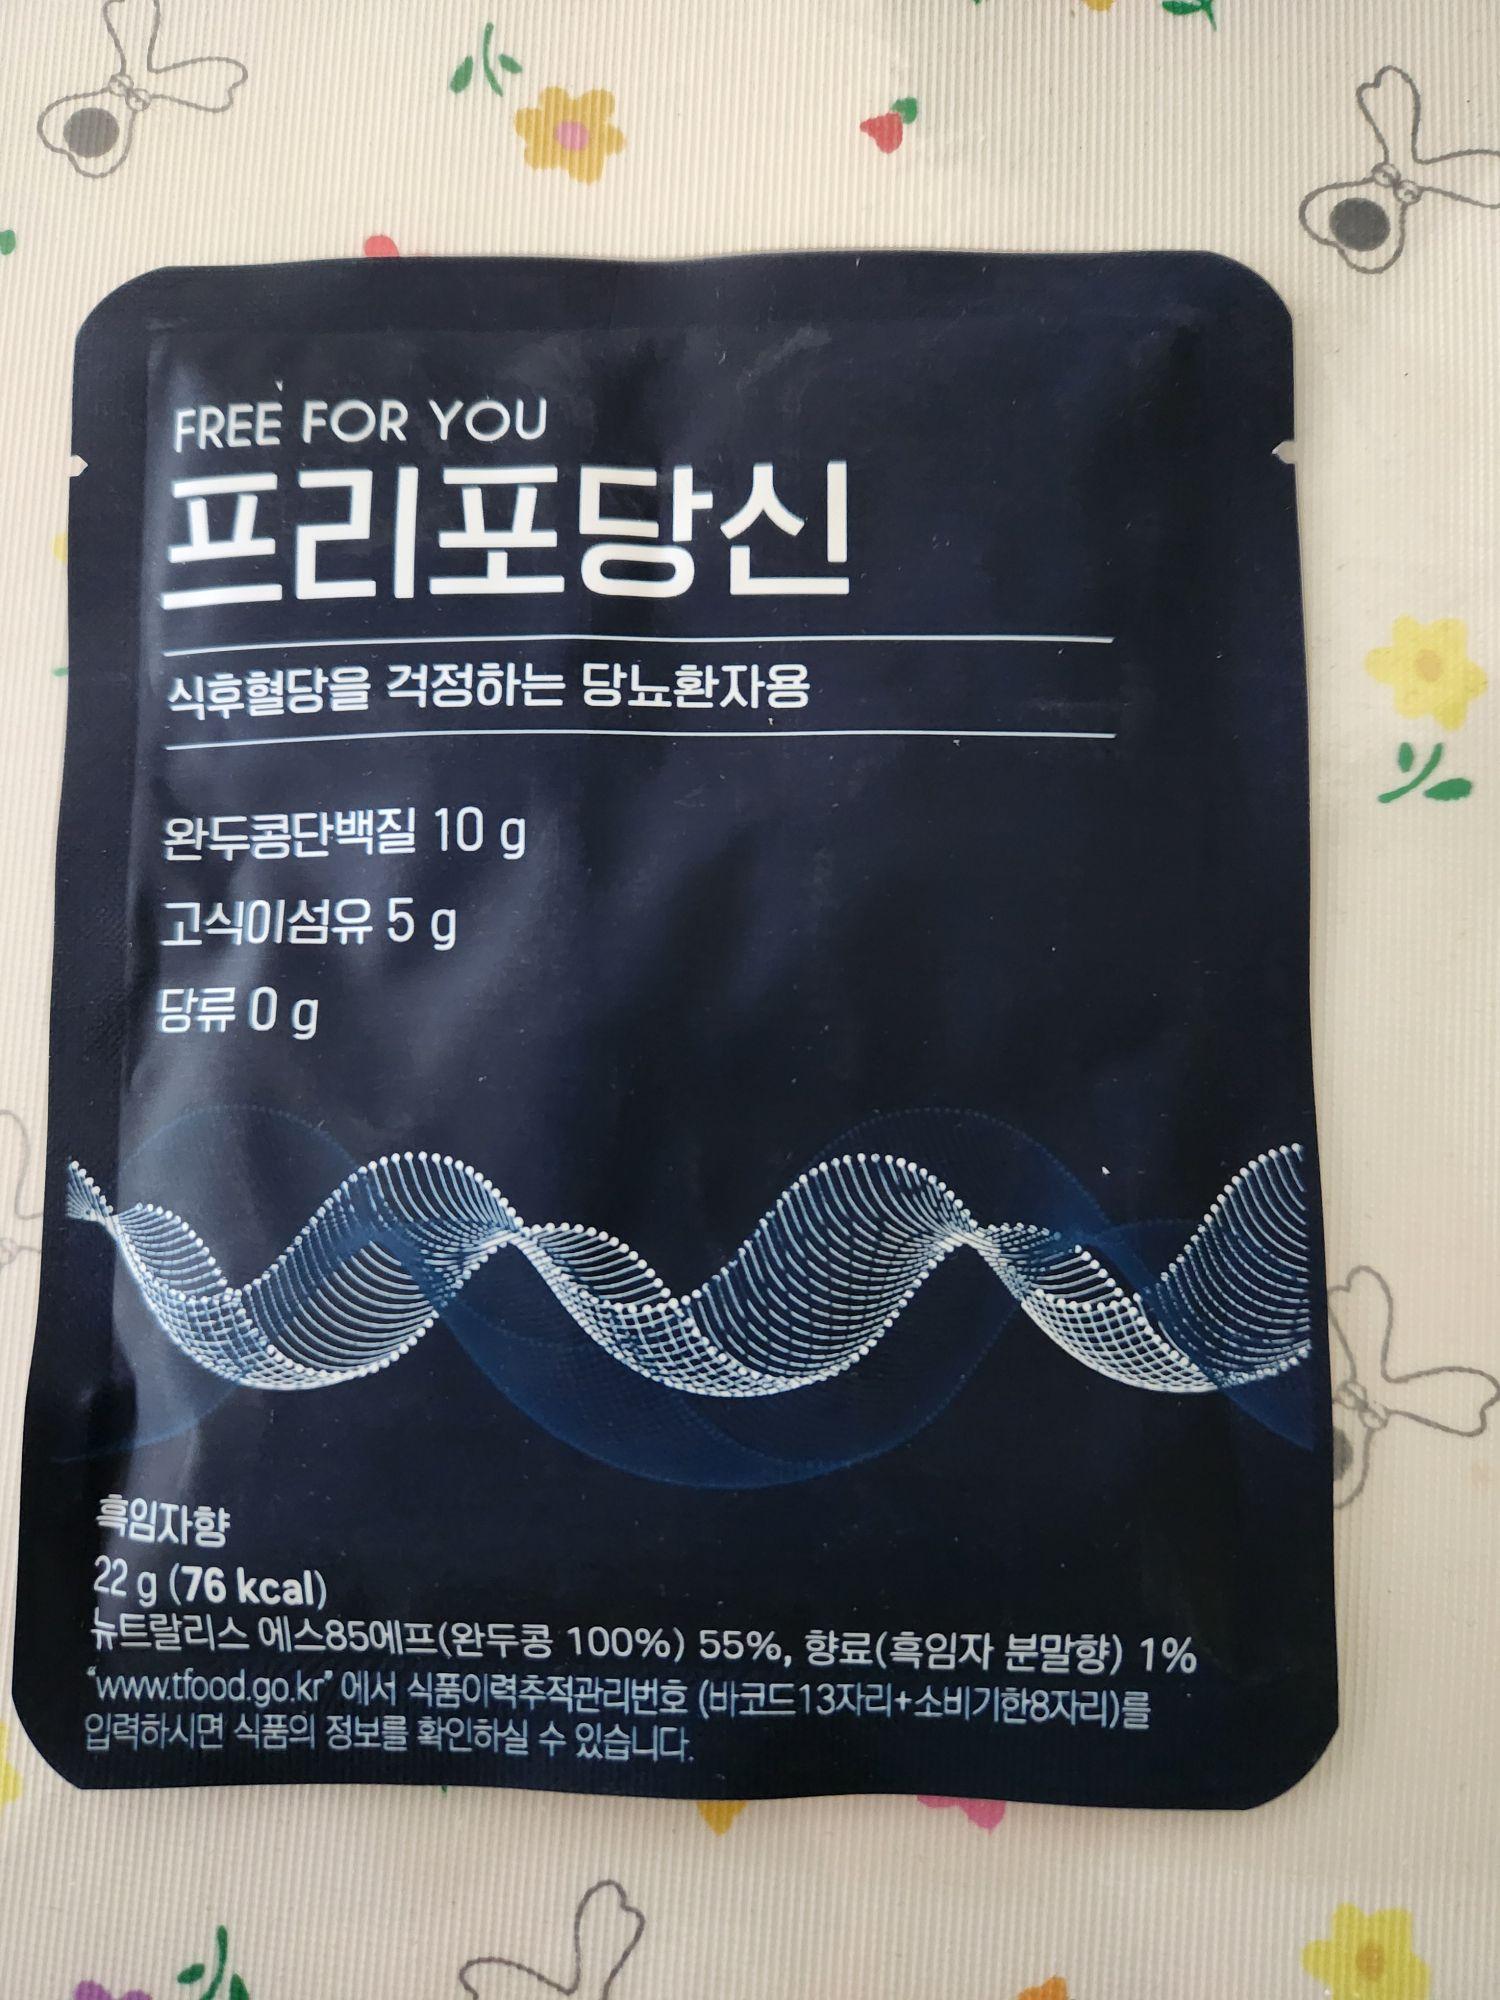 FREE FOR YOU
프리포당신
식후혈당을 걱정하는 당뇨환자용
완두콩단백질 10 g
고식이섬유 5 g
당류 0 g
흑임자향
22 g (76 kcal)
뉴트랄리스 에스85에프(완두콩 100%) 55%, 향료(흑임자 분말향) 1%
“www.tfood.go.kr” 에서 식품이력추적관리번호 (바코드13자리+소비기한8자리)를
입력하시면 식품의 정보를 확인하실 수 있습니다.